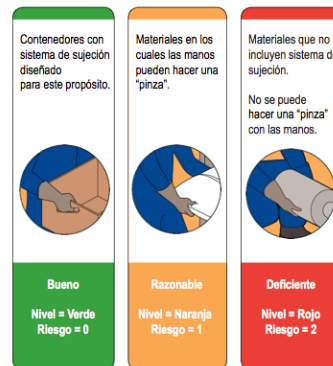 Contenedores con
sistema de sujeción
diseñado
para este propósito.
Bueno
Nivel = Verde
Riesgo = 0
Materiales en los
cuales las manos
pueden hacer una
“pinza”.
Razonable
Nivel = Naranja
Riesgo = 1
Materiales que no
incluyen sistema de
sujeción.
No se puede
hacer una “pinza”
con las manos.
Deficiente
Nivel = Rojo
Riesgo = 2